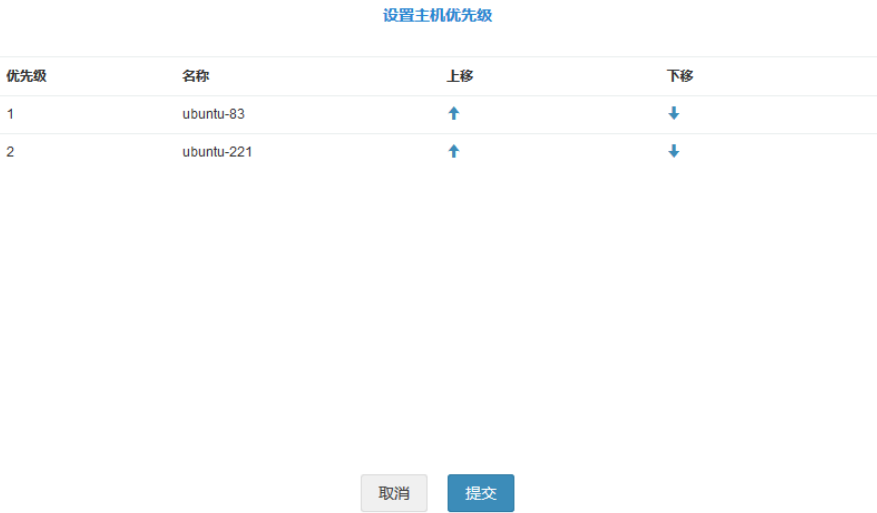 设置主机优先级
优先级 名称 上移 下移
1 ubuntu-83
2 ubuntu-221
取消 提交